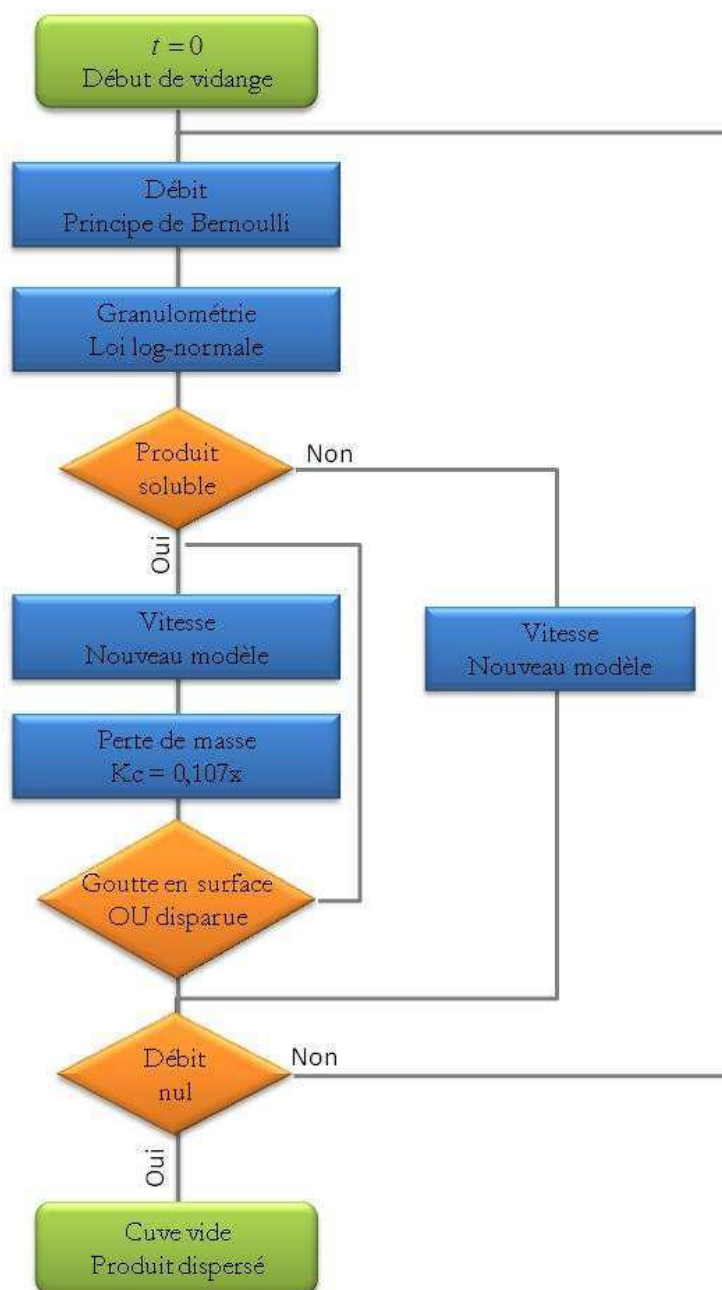 t = 0
Début de vidange
Débit
Principe de Bernoulli
Granulométrie
Loi log-normale
Produit
soluble
Non
Oui
Vitesse
Nouveau modèle
Vitesse
Nouveau modèle
Perte de masse
Kc = 0,107x
Goutte en surface
OU disparue
Débit
nul
Non
Oui
Cuve vide
Produit dispersé